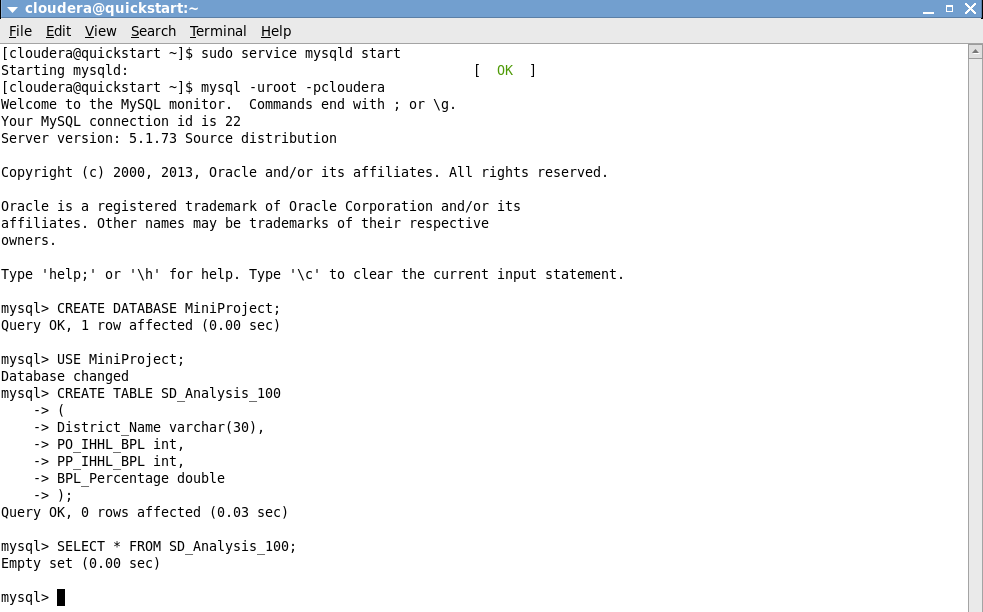 cloudera@quickstart:~
File Edit View Search Terminal Help
[cloudera@quickstart ~]$ sudo service mysqld start
Starting mysqld: [ OK ]
[cloudera@quickstart ~]$ mysql -uroot -pcloudera
Welcome to the MySQL monitor.  Commands end with ; or \g.
Your MySQL connection id is 22
Server version: 5.1.73 Source distribution

Copyright (c) 2000, 2013, Oracle and/or its affiliates. All rights reserved.

Oracle is a registered trademark of Oracle Corporation and/or its
affiliates. Other names may be trademarks of their respective
owners.

Type 'help;' or '\h' for help. Type '\c' to clear the current input statement.

mysql> CREATE DATABASE MiniProject;
Query OK, 1 row affected (0.00 sec)

mysql> USE MiniProject;
Database changed
mysql> CREATE TABLE SD_Analysis_100
    -> (
    -> District_Name varchar(30),
    -> PO_IHHL_BPL int,
    -> PP_IHHL_BPL int,
    -> BPL_Percentage double
    -> );
Query OK, 0 rows affected (0.03 sec)

mysql> SELECT * FROM SD_Analysis_100;
Empty set (0.00 sec)

mysql>